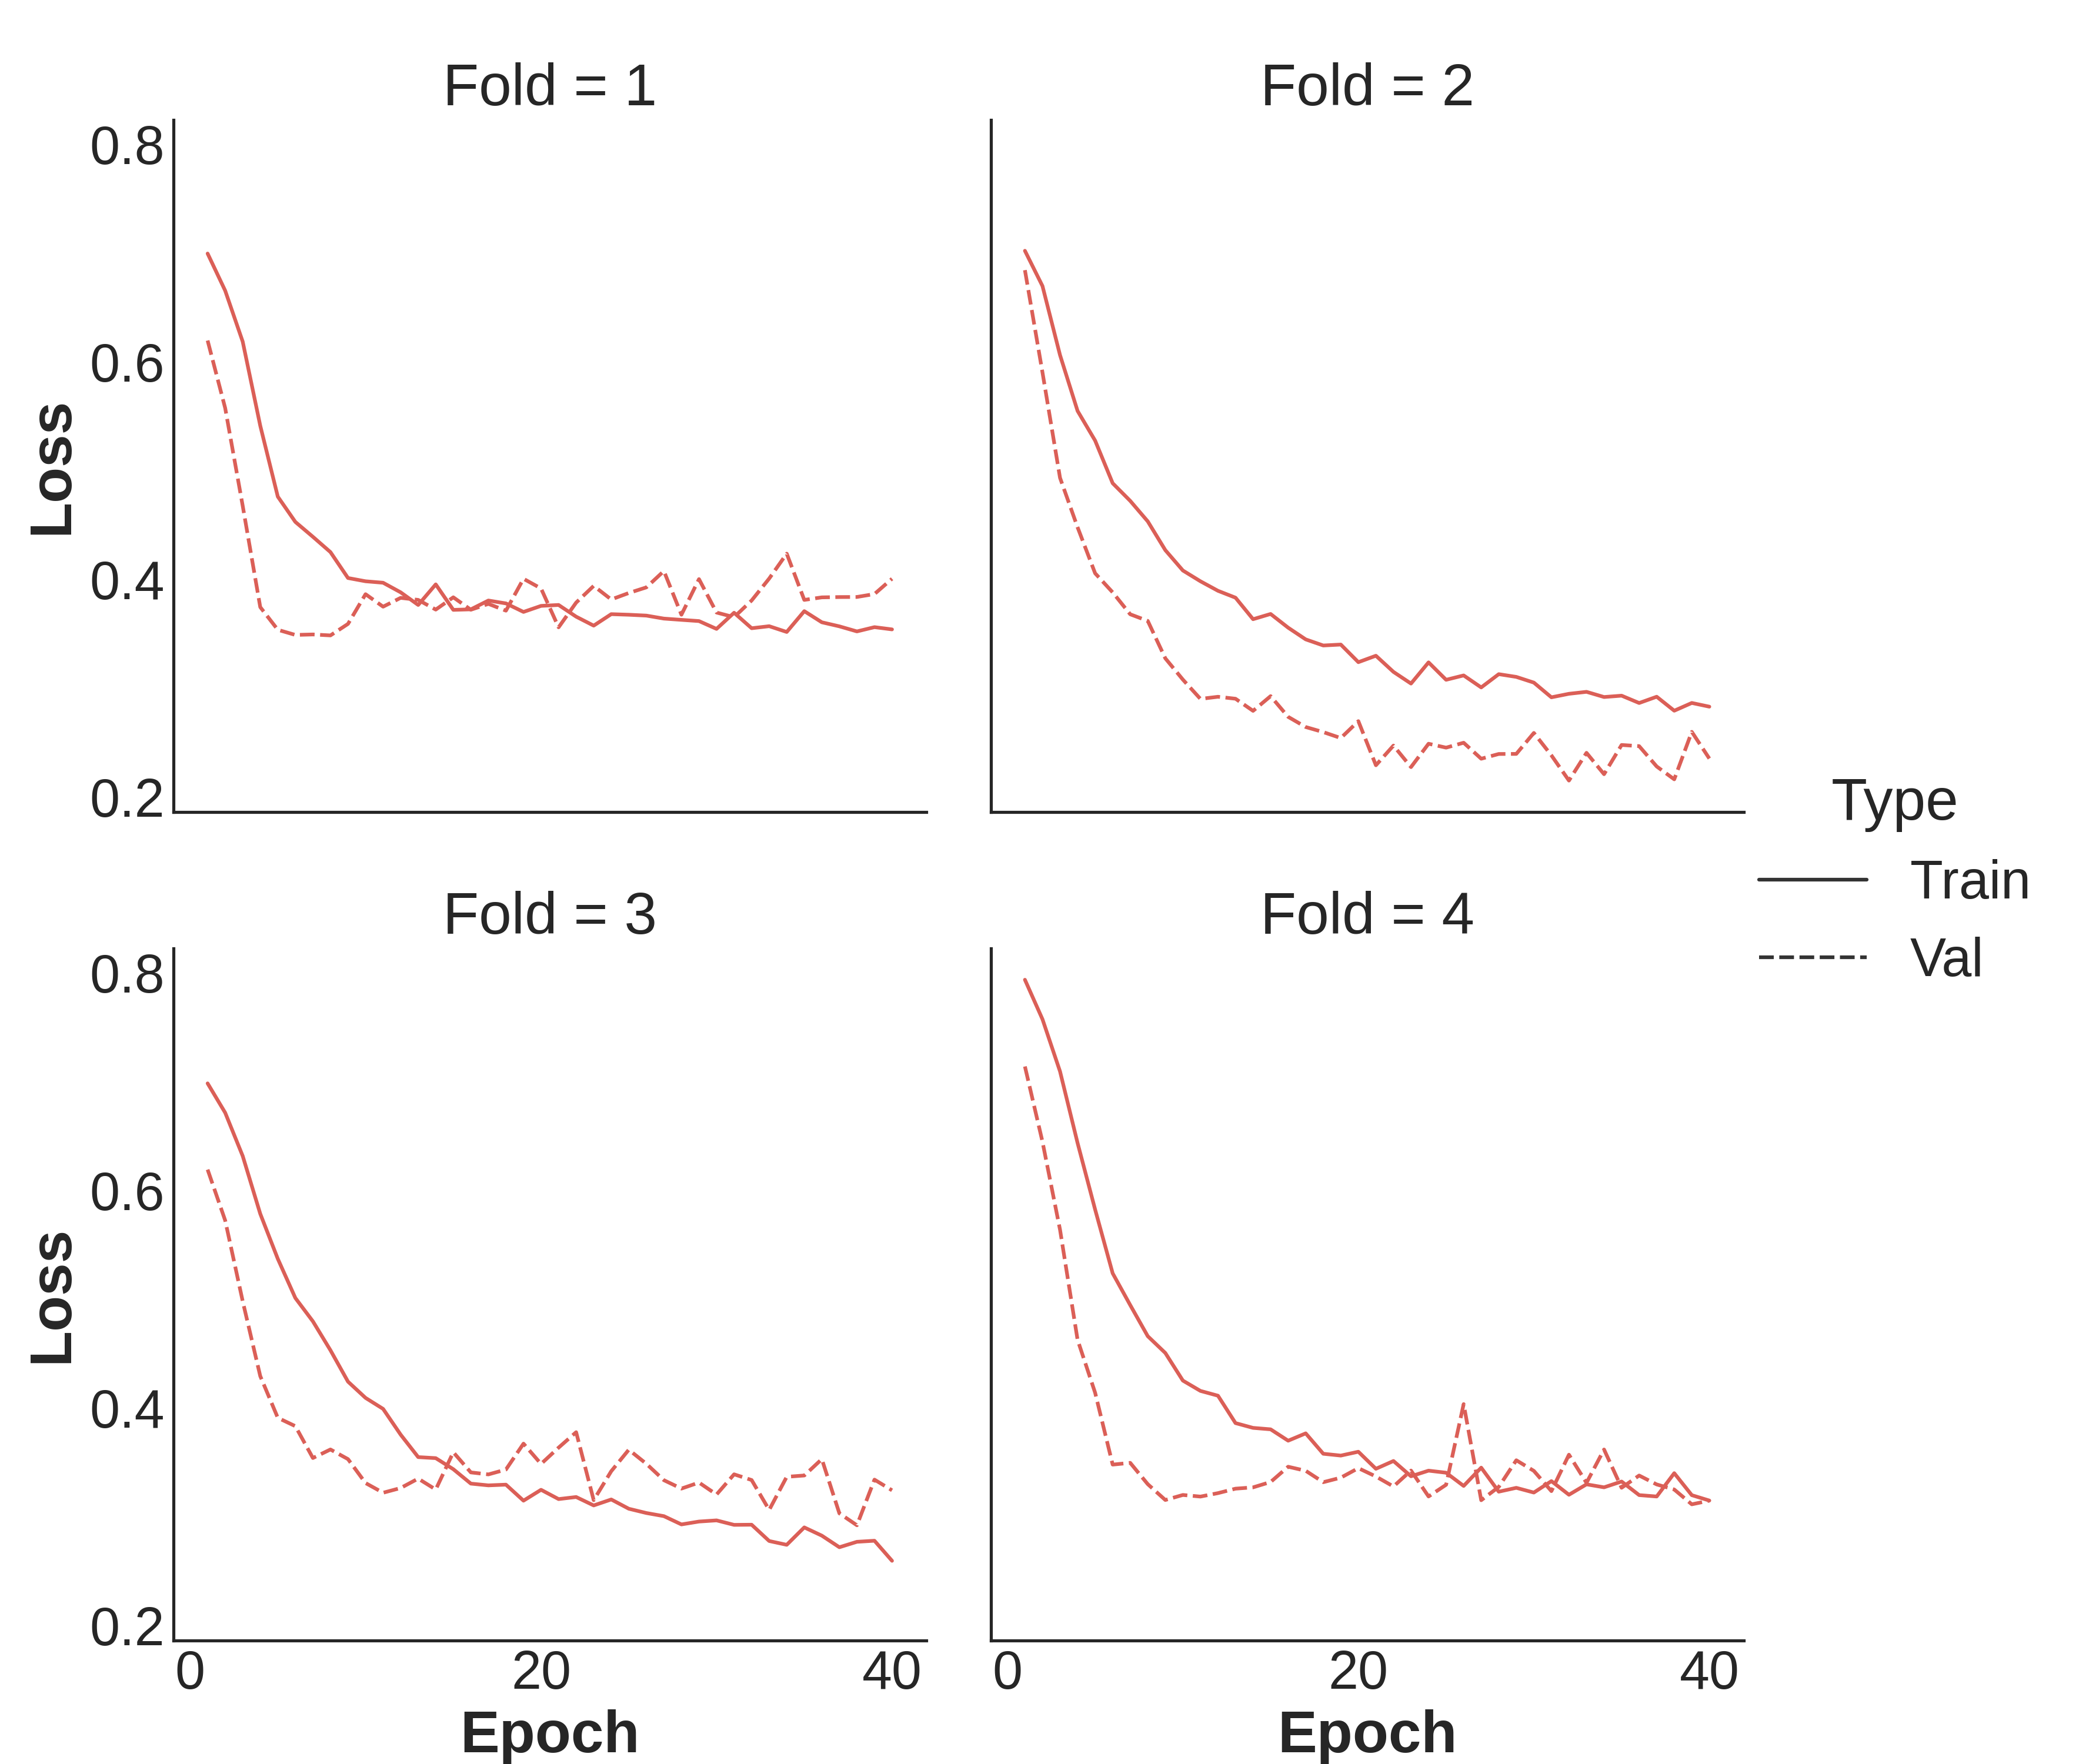 Fold = 1
Fold = 2
0.8
0.6
0.4
0.2
Loss
Type
Train
Val
Fold = 3
Fold = 4
0.8
0.6
0.4
0.2
Loss
0 20 40
0 20 40
Epoch
Epoch